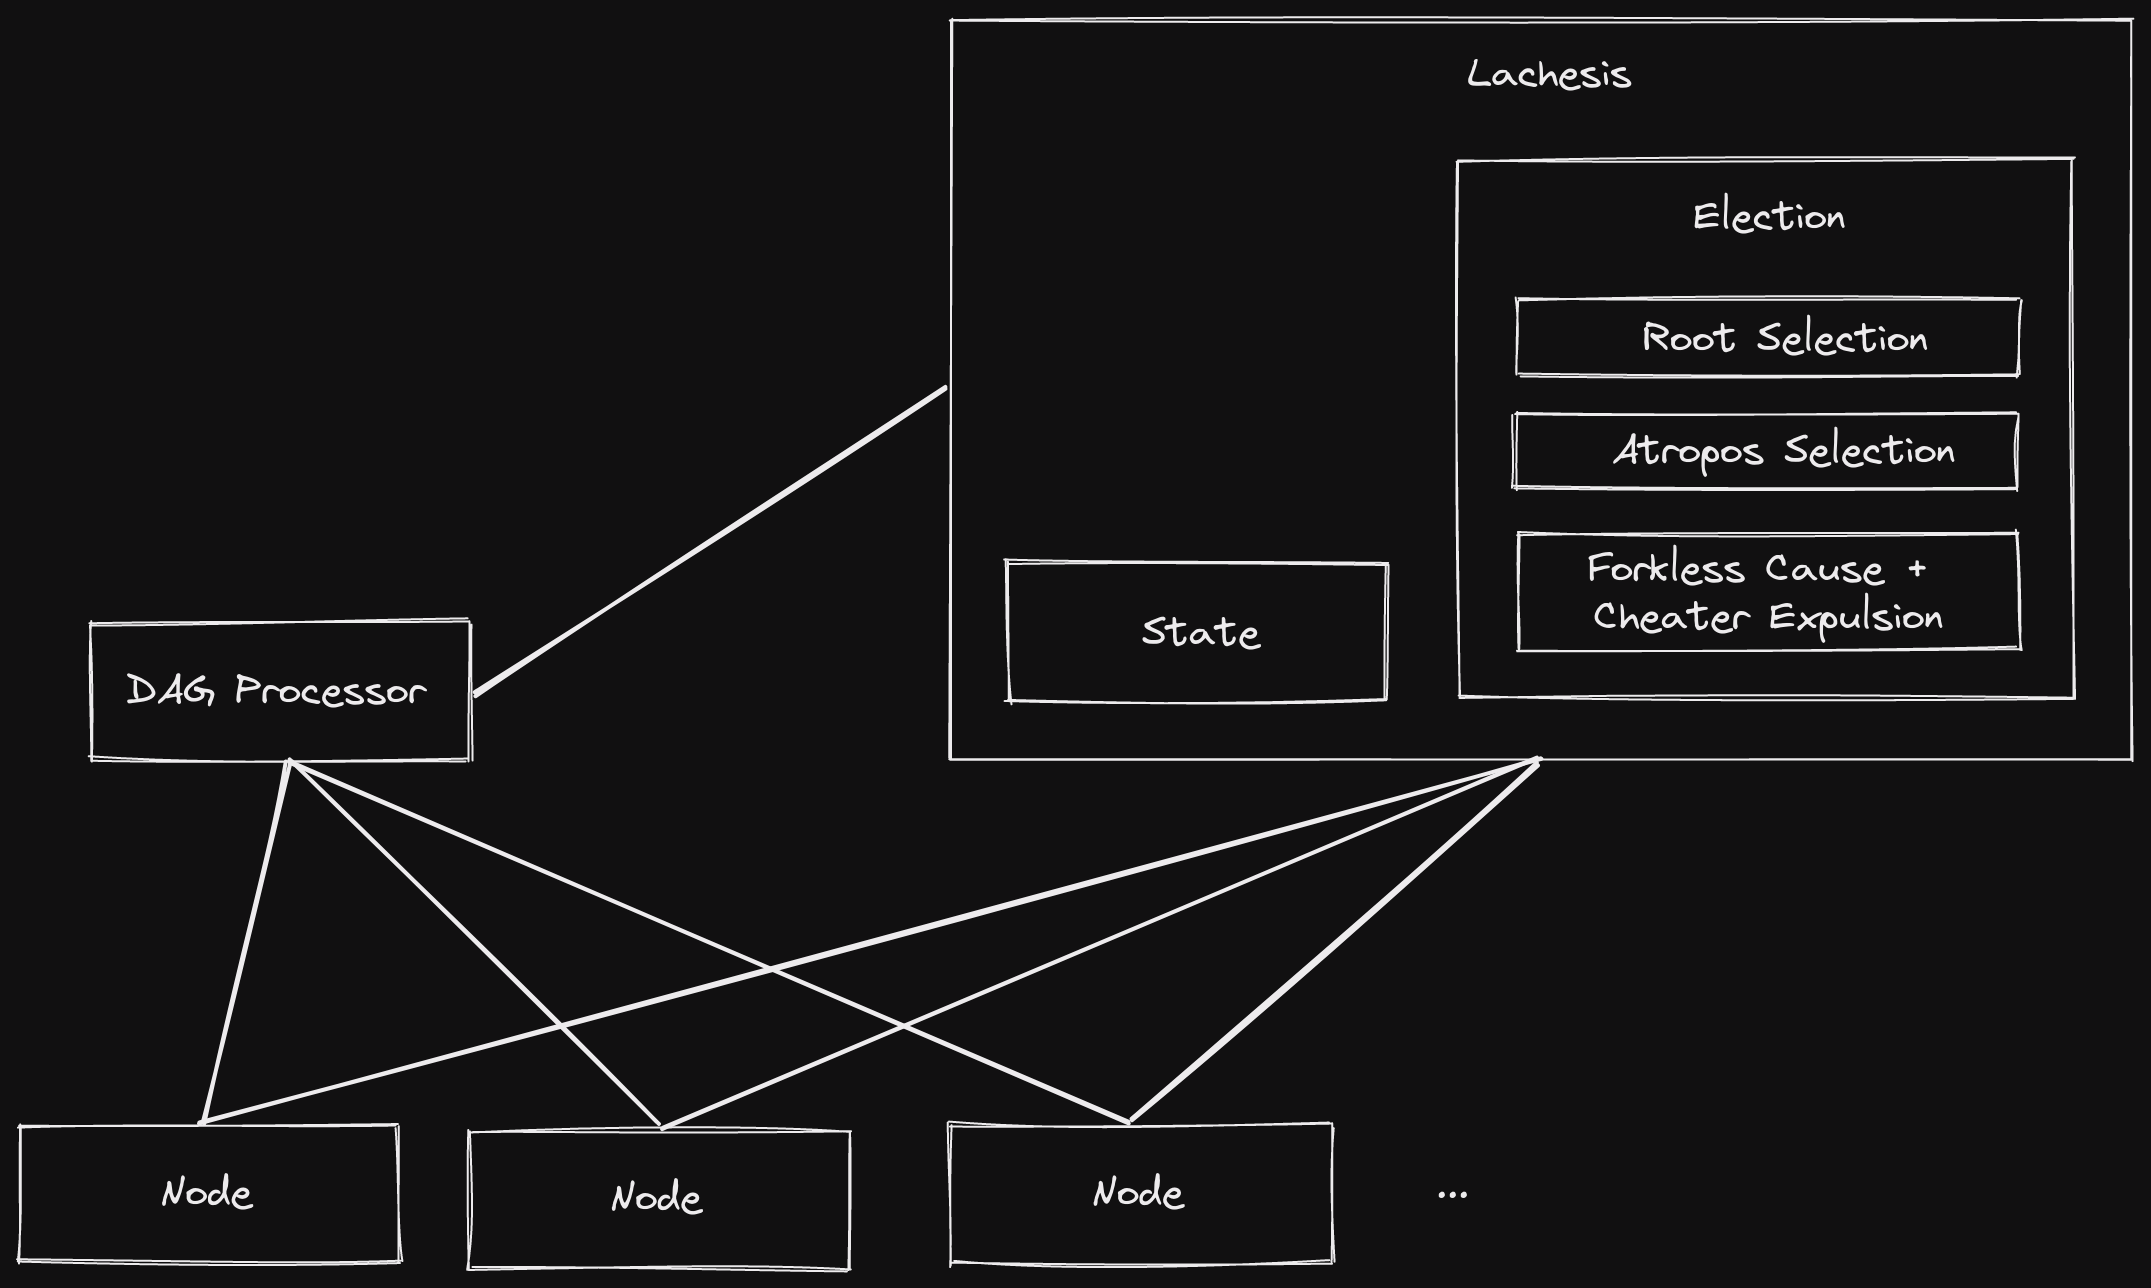 Lachesis
Election
Root Selection
Atropos Selection
Forkless Cause +
Cheater Expulsion
State
DAG Processor
Node
Node
Node
...